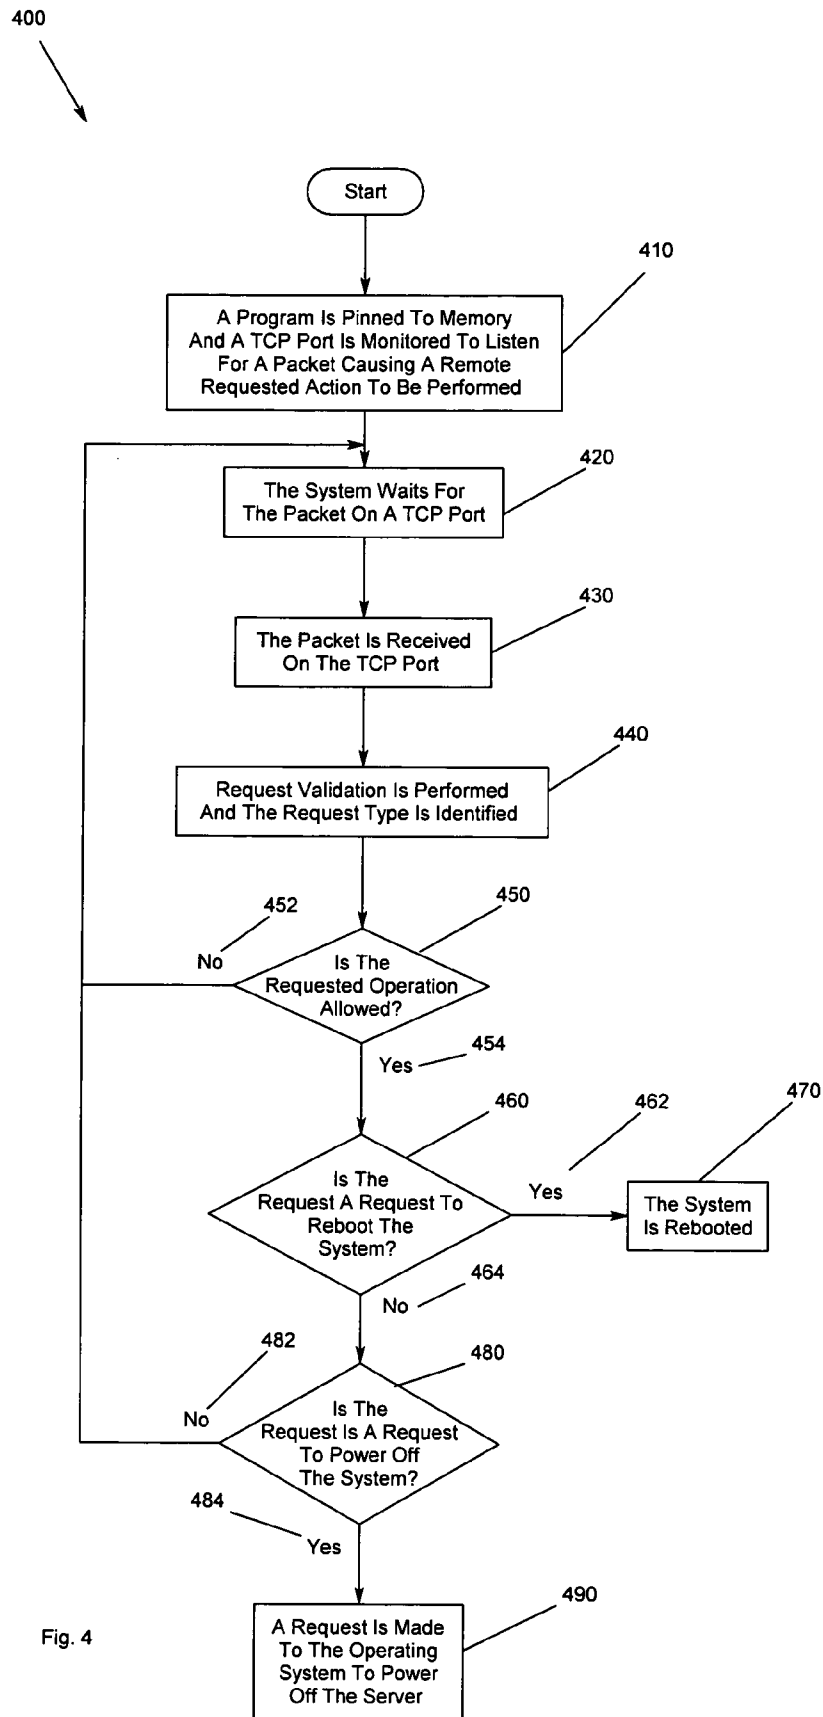 400
Start
410
A Program Is Pinned To Memory
And A TCP Port Is Monitored To Listen
For A Packet Causing A Remote
Requested Action To Be Performed
420
The System Waits For
The Packet On A TCP Port
430
The Packet Is Received
On The TCP Port
440
Request Validation Is Performed
And The Request Type Is Identified
452
450
No
Is The
Requested Operation
Allowed?
Yes
454
460
462
470
Is The
Request A Request To
Reboot The
System?
Yes
The System
Is Rebooted
No
464
482
480
No
Is The
Request Is A Request
To Power Off
The System?
484
Yes
490
A Request Is Made
To The Operating
System To Power
Off The Server
Fig. 4